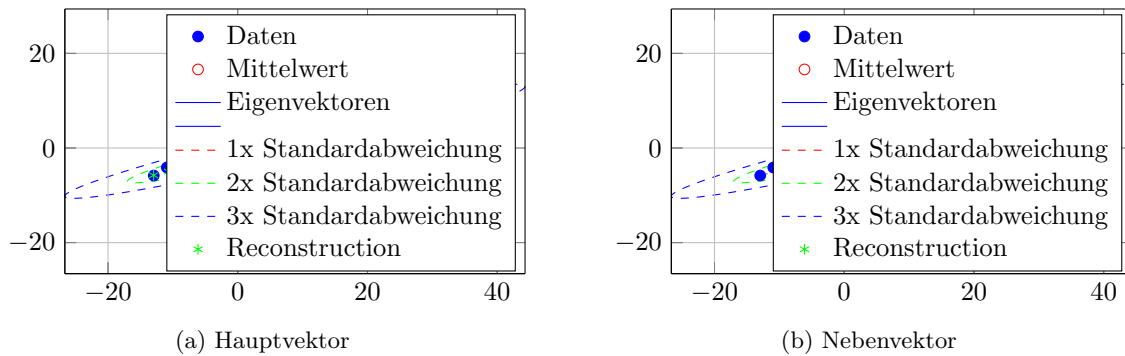 20
0
−20
−20 0 20 40
Daten
Mittelwert
Eigenvektoren
1x Standardabweichung
2x Standardabweichung
3x Standardabweichung
Reconstruction
(a) Hauptvektor
20
0
−20
−20 0 20 40
Daten
Mittelwert
Eigenvektoren
1x Standardabweichung
2x Standardabweichung
3x Standardabweichung
Reconstruction
(b) Nebenvektor